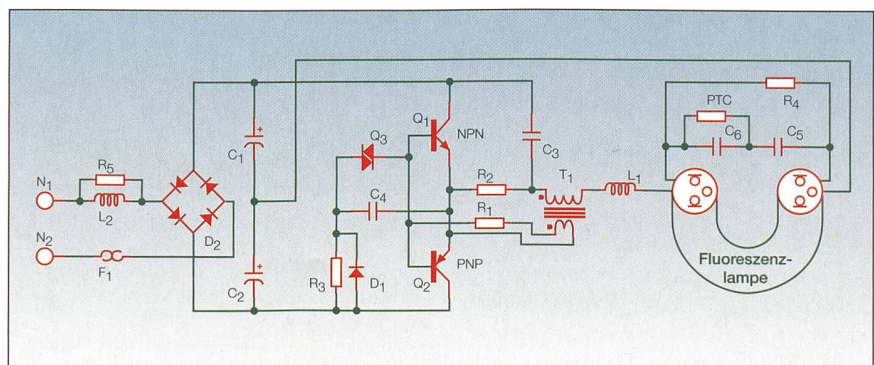 N1
N2
R5
L2
F1
D2
C1
C2
Q3
C4
R3
D1
Q1
NPN
Q2
PNP
R2
R1
C3
T1
L1
R4
PTC
C6
C5
Fluoreszenz-
lampe